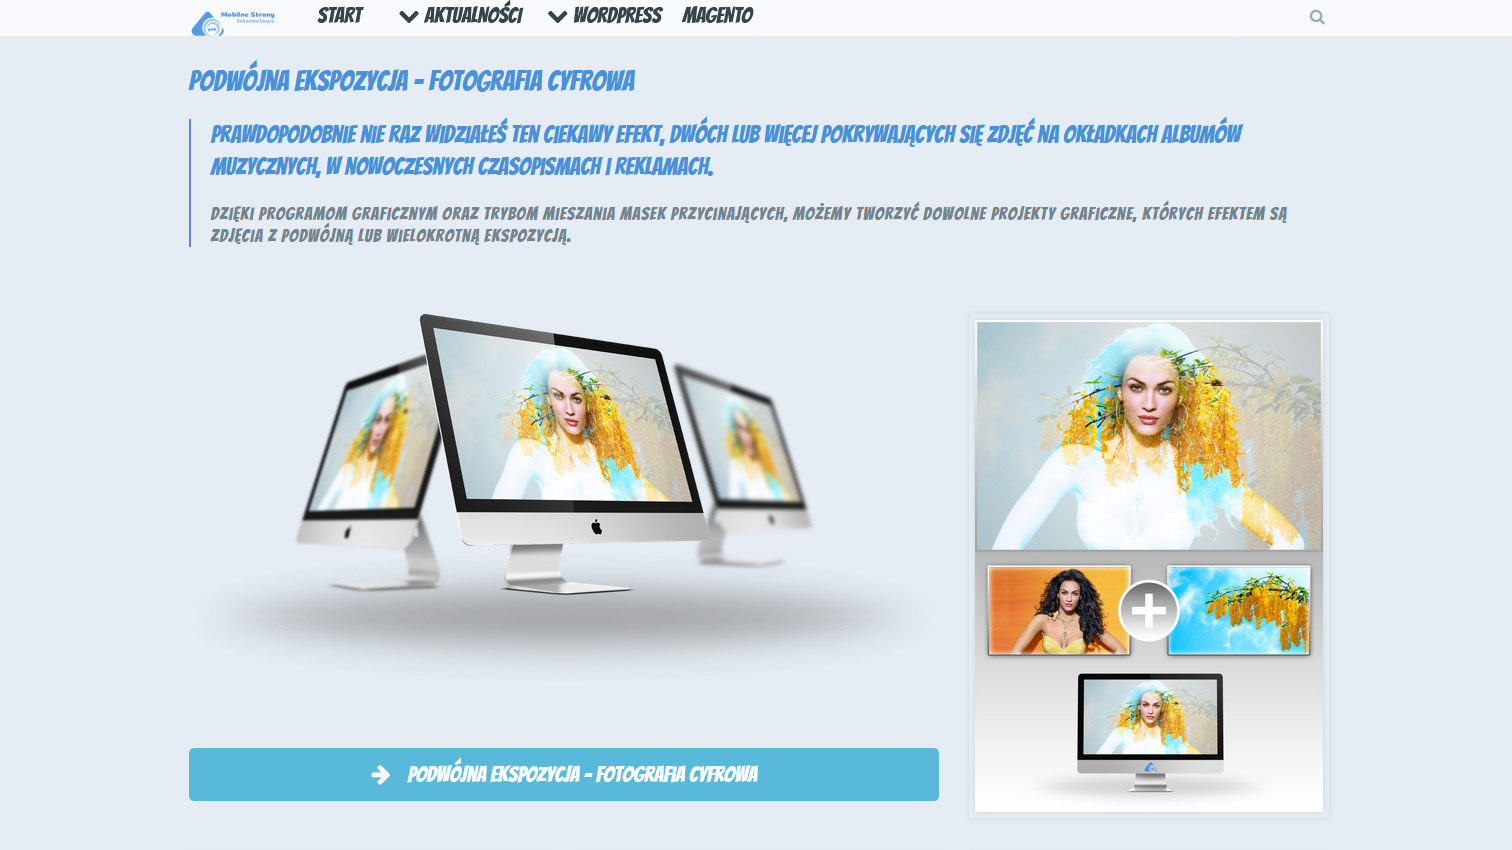 Mobilne Strony
Internetowe
START AKTUALNOŚCI WORDPRESS MAGENTO
PODWÓJNA EKSPOZYCJA – FOTOGRAFIA CYFROWA
PRAWDOPODOBNIE NIE RAZ WIDZIAŁEŚ TEN CIEKAWY EFEKT, DWÓCH LUB WIĘCEJ POKRYWAJĄCYCH SIĘ ZDJĘĆ NA OKŁADKACH ALBUMÓW
MUZYCZNYCH, W NOWOCZESNYCH CZASOPISMACH I REKLAMACH.
DZIĘKI PROGRAMOM GRAFICZNYM ORAZ TRYBOM MIESZANIA MASEK PRZYCINAJĄCYCH, MOŻEMY TWORZYĆ DOWOLNE PROJEKTY GRAFICZNE, KTÓRYCH EFEKTEM SĄ
ZDJĘCIA Z PODWÓJNĄ LUB WIELOKROTNĄ EKSPOZYCJĄ.
PODWÓJNA EKSPOZYCJA – FOTOGRAFIA CYFROWA